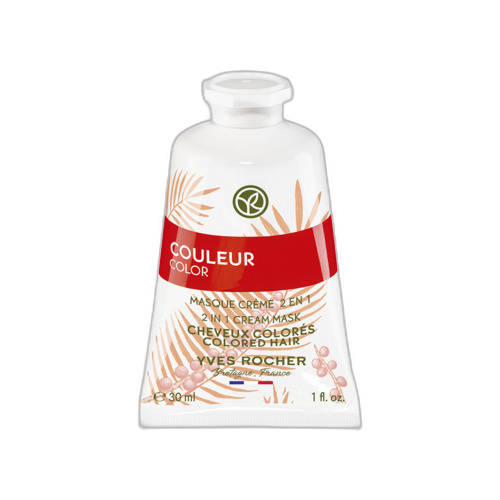 COULEUR
COLOR
MASQUE CRÈME 2 EN 1
2 IN 1 CREAM MASK
CHEVEUX COLORÉS
COLORED HAIR
YVES ROCHER
Bretagne, France
e 30 ml 1 fl. oz.